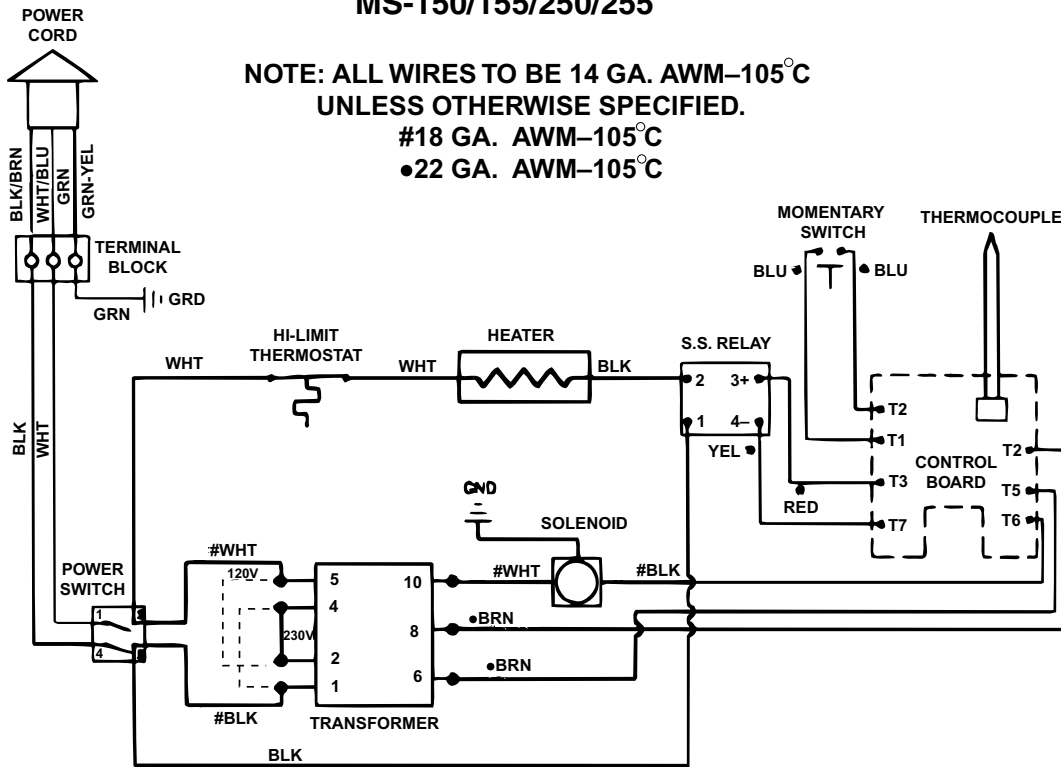 MS-150/155/250/255
POWER
CORD
NOTE: ALL WIRES TO BE 14 GA. AWM–105°C
UNLESS OTHERWISE SPECIFIED.
#18 GA. AWM–105°C
●22 GA. AWM–105°C
BLK/BRN
WHT/BLU
GRN
GRN-YEL
TERMINAL
BLOCK
GRN
GRD
MOMENTARY
SWITCH
BLU ●
● BLU
THERMOCOUPLE
HI-LIMIT
THERMOSTAT
WHT
WHT
HEATER
BLK
S.S. RELAY
2 3+
1 4–
YEL ●
RED
T2
T1
T3
T7
CONTROL
BOARD
T2
T5
T6
BLK
WHT
GND
SOLENOID
#WHT
#BLK
POWER
SWITCH
1
4
#WHT
120V
230V
#BLK
5
4
2
1
10
8
6
●BRN
●BRN
TRANSFORMER
BLK